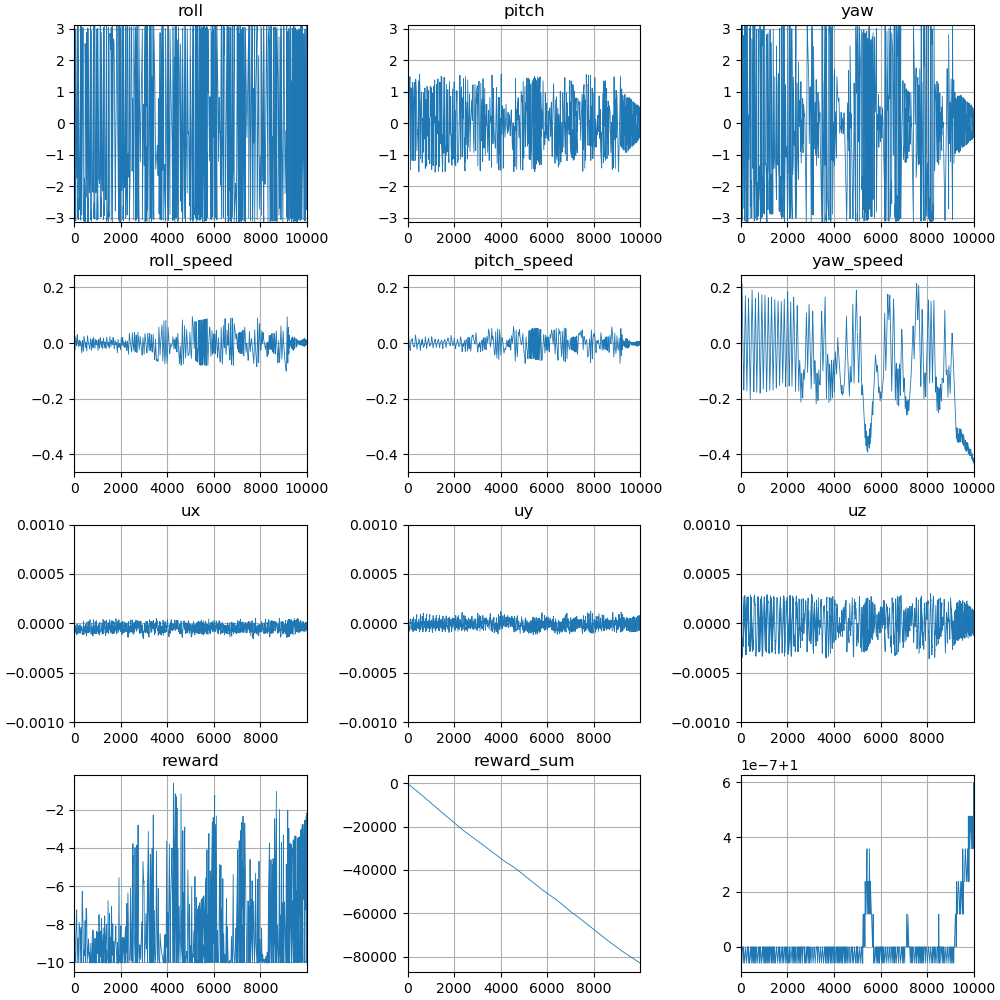 roll pitch yaw
3 3 3
2 2 2
1 1 1
0 0 0
−1 −1 −1
−2 −2 −2
−3 −3 −3
0 2000 4000 6000 8000 10000 0 2000 4000 6000 8000 10000 0 2000 4000 6000 8000 10000
roll_speed pitch_speed yaw_speed
0.2 0.2 0.2
0.0 0.0 0.0
−0.2 −0.2 −0.2
−0.4 −0.4 −0.4
0 2000 4000 6000 8000 10000 0 2000 4000 6000 8000 10000 0 2000 4000 6000 8000 10000
ux uy uz
0.0010 0.0010 0.0010
0.0005 0.0005 0.0005
0.0000 0.0000 0.0000
−0.0005 −0.0005 −0.0005
−0.0010 −0.0010 −0.0010
0 2000 4000 6000 8000 0 2000 4000 6000 8000 0 2000 4000 6000 8000
reward reward_sum 1e−7+1
−2 0 6
−4 −20000 4
−6 −40000 2
−8 −60000 0
−10 −80000
0 2000 4000 6000 8000 0 2000 4000 6000 8000 0 2000 4000 6000 8000